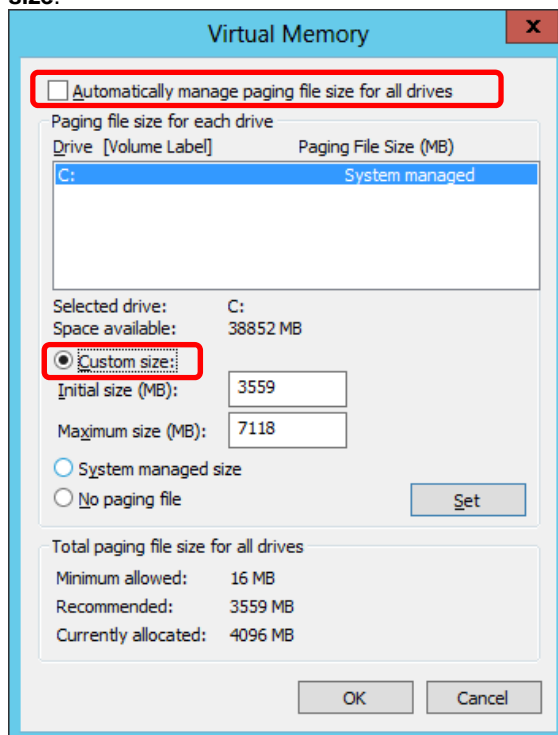 size.
Virtual Memory
x
Automatically manage paging file size for all drives
Paging file size for each drive
Drive [Volume Label] Paging File Size (MB)
C: System managed
Selected drive: C:
Space available: 38852 MB
Custom size:
Initial size (MB): 3559
Maximum size (MB): 7118
System managed size
No paging file Set
Total paging file size for all drives
Minimum allowed: 16 MB
Recommended: 3559 MB
Currently allocated: 4096 MB
OK Cancel